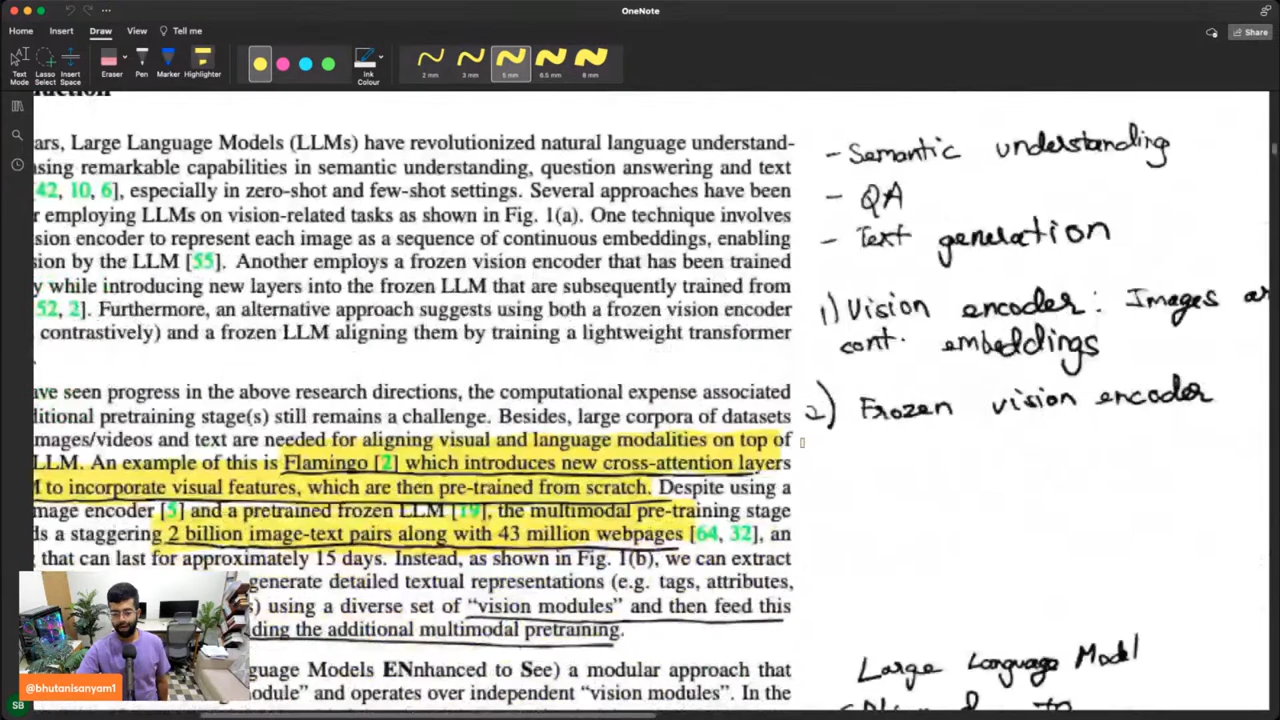 OneNote
Home Insert Draw View Tell me
Share
Text Mode
Lasso Select
Insert Space
Eraser
Pen
Marker
Highlighter
Ink Colour
2 mm
3 mm
5 mm
6.5 mm
8 mm
ars, Large Language Models (LLMs) have revolutionized natural language understand-
sing remarkable capabilities in semantic understanding, question answering and text
[42, 10, 6], especially in zero-shot and few-shot settings. Several approaches have been
r employing LLMs on vision-related tasks as shown in Fig. 1(a). One technique involves
sion encoder to represent each image as a sequence of continuous embeddings, enabling
sion by the LLM [55]. Another employs a frozen vision encoder that has been trained
y while introducing new layers into the frozen LLM that are subsequently trained from
52, 2]. Furthermore, an alternative approach suggests using both a frozen vision encoder
contrastively) and a frozen LLM aligning them by training a lightweight transformer
ave seen progress in the above research directions, the computational expense associated
ditional pretraining stage(s) still remains a challenge. Besides, large corpora of datasets
mages/videos and text are needed for aligning visual and language modalities on top of
LLM. An example of this is Flamingo [2] which introduces new cross-attention layers
M to incorporate visual features, which are then pre-trained from scratch. Despite using a
mage encoder [5] and a pretrained frozen LLM [19], the multimodal pre-training stage
ds a staggering 2 billion image-text pairs along with 43 million webpages [64, 32], an
that can last for approximately 15 days. Instead, as shown in Fig. 1(b), we can extract
generate detailed textual representations (e.g. tags, attributes,
s) using a diverse set of “vision modules” and then feed this
ding the additional multimodal pretraining.
guage Models ENnhanced to See) a modular approach that
module” and operates over independent “vision modules”. In the
- Semantic understanding
- QA
- Text generation
1) Vision encoder: Images as
cont. embeddings
2) Frozen vision encoder
Large Language Model
@bhutanisanyam1
SB